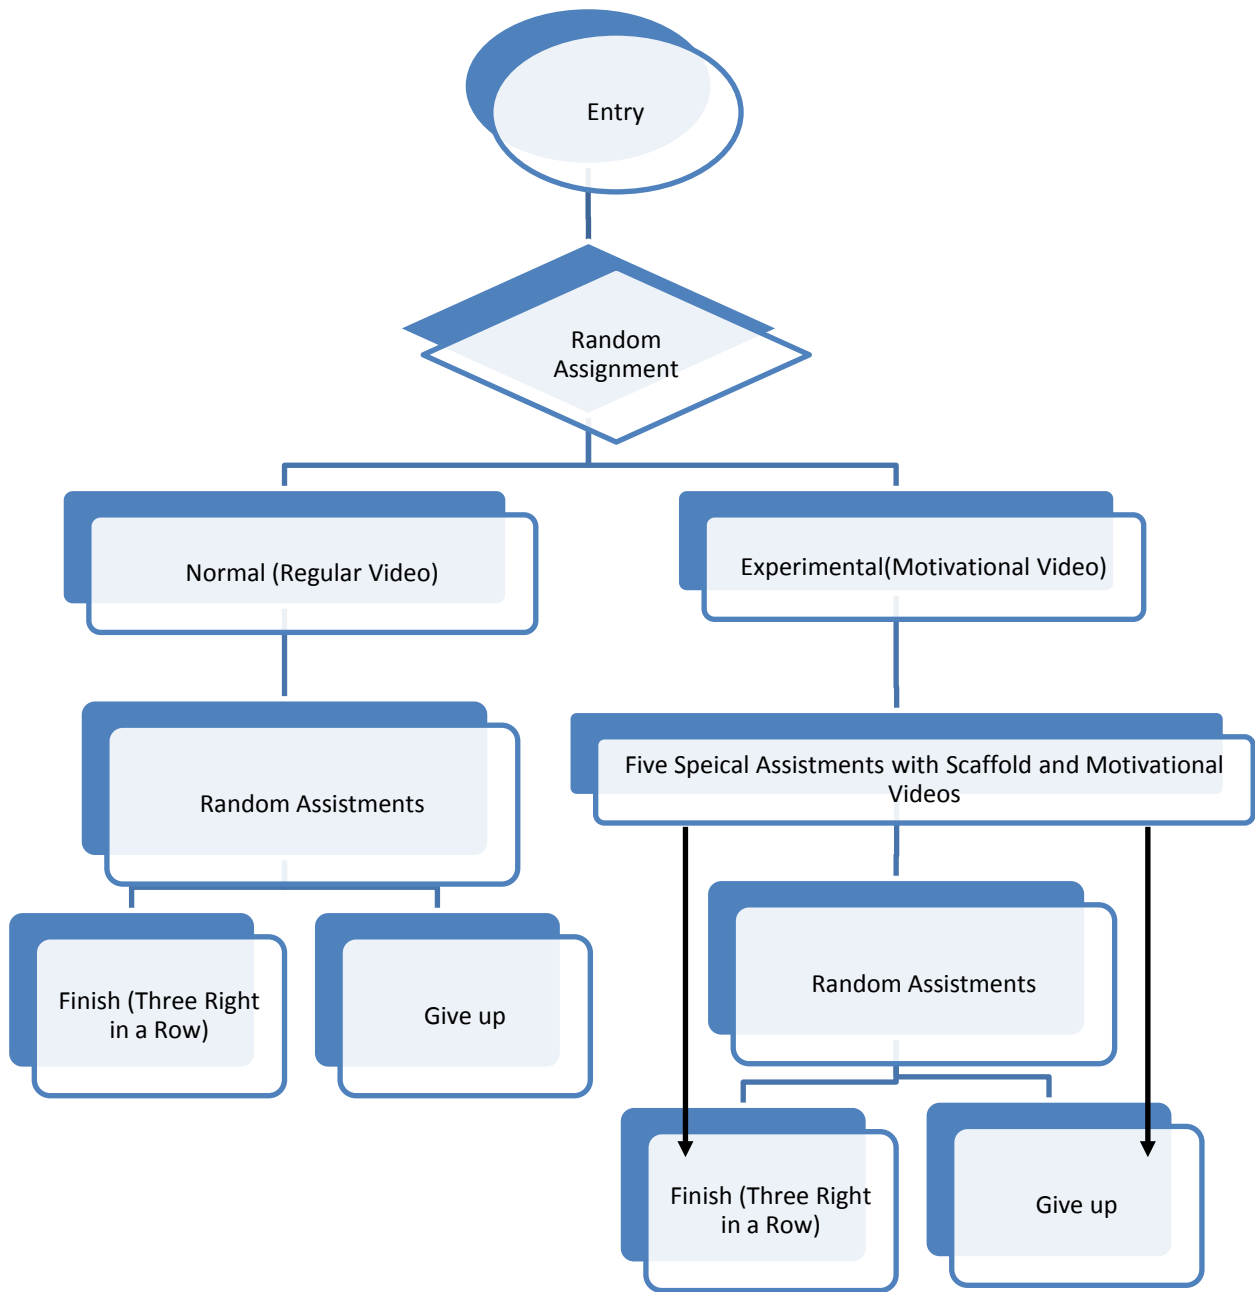 Entry
Random
Assignment
Normal (Regular Video)
Experimental(Motivational Video)
Five Speical Assistments with Scaffold and Motivational
Videos
Random Assistments
Random Assistments
Finish (Three Right
in a Row)
Give up
Finish (Three Right
in a Row)
Give up